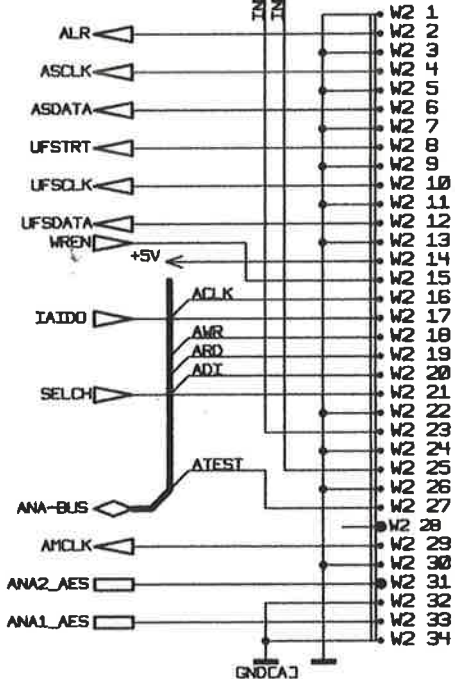 IN IN
W2 1
ALR W2 2
W2 3
ASCLK W2 4
W2 5
ASDATA W2 6
W2 7
UFSTRT W2 8
W2 9
UFSCLK W2 10
W2 11
UFSDATA W2 12
WREN W2 13
+5V W2 14
W2 15
ACLK W2 16
IAIDO W2 17
AWR W2 18
ARD W2 19
ADI W2 20
SELCH W2 21
W2 22
W2 23
W2 24
ATEST W2 25
W2 26
ANA-BUS W2 27
W2 28
AMCLK W2 29
W2 30
ANA2_AES W2 31
W2 32
ANA1_AES W2 33
W2 34
GND[A]